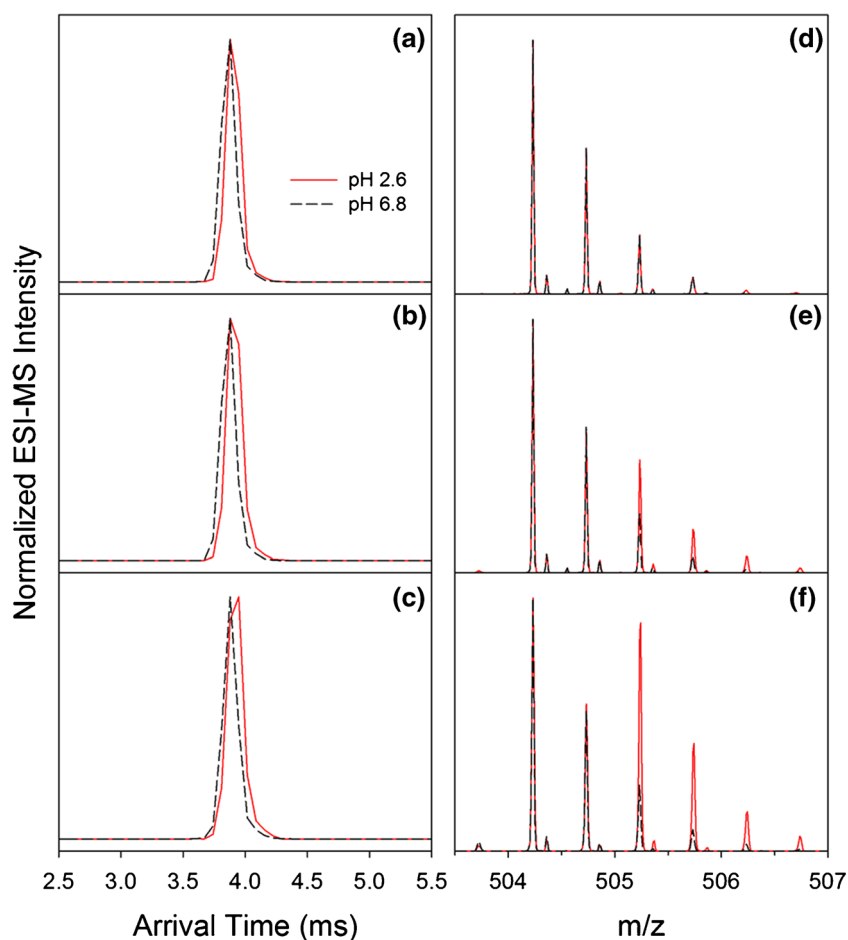 (a)
(d)
pH 2.6
pH 6.8
(b)
(e)
(c)
(f)
Normalized ESI-MS Intensity
2.5 3.0 3.5 4.0 4.5 5.0 5.5
504 505 506 507
Arrival Time (ms)
m/z